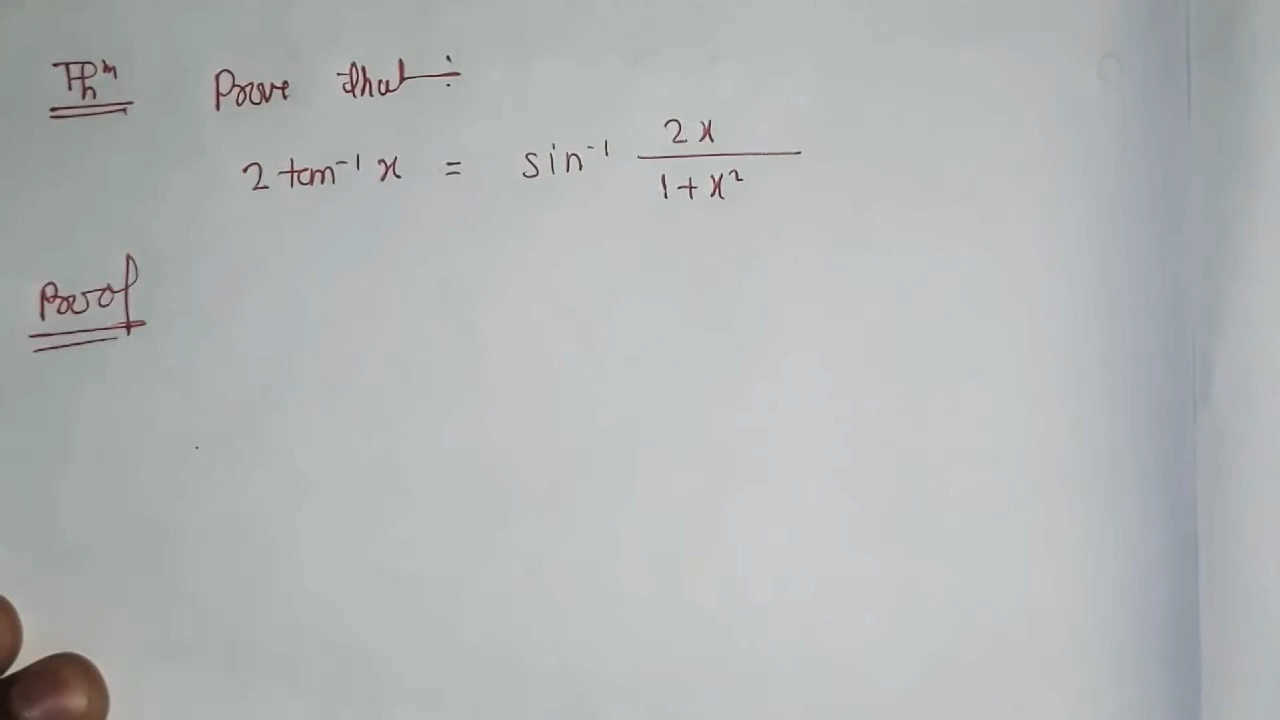 Thm Prove that :-
2 tan⁻¹ x = sin⁻¹ 2x / 1+x²
Proof